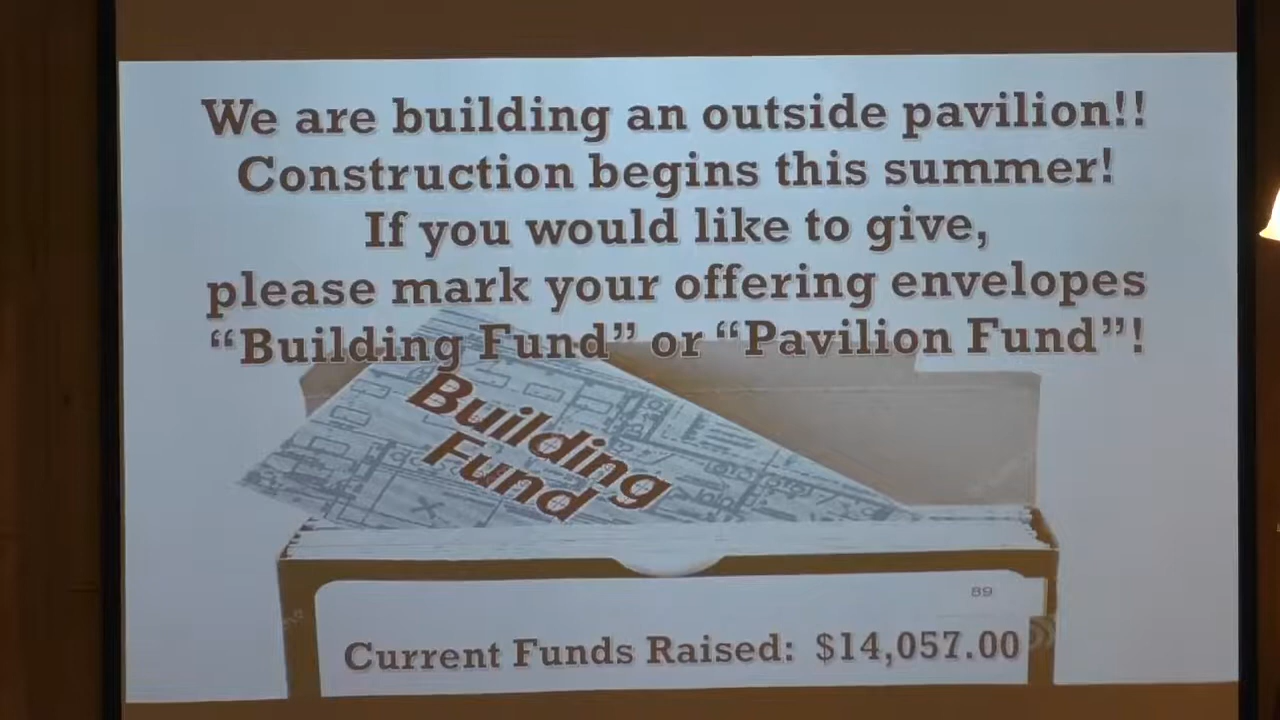 We are building an outside pavilion!!
Construction begins this summer!
If you would like to give,
please mark your offering envelopes
“Building Fund” or “Pavilion Fund”!
Building
Fund
89
Current Funds Raised: $14,057.00